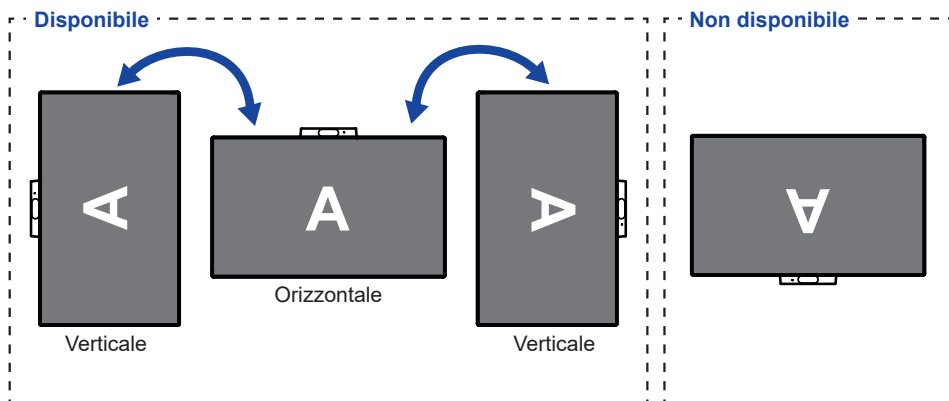 Disponibile
Non disponibile
A
A
A
A
Orizzontale
Verticale
Verticale